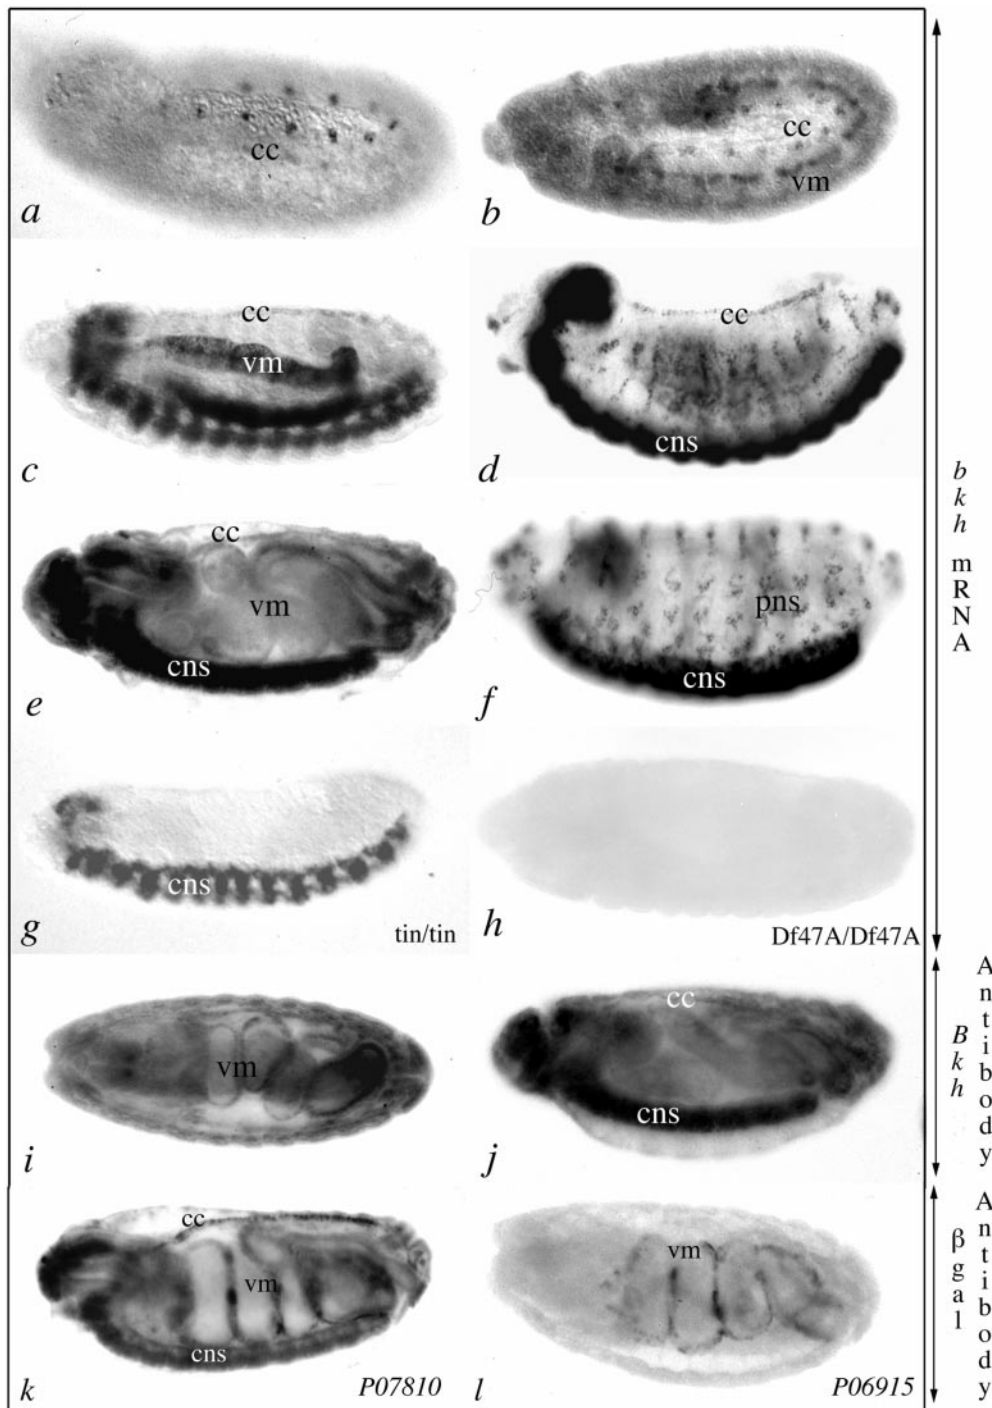 cc
a
cc
vm
b
cc
vm
c
cc
cns
d
cc
vm
cns
e
pns
cns
f
cns
g
tin/tin
h
Df47A/Df47A
bkh mRNA
vm
i
cc
cns
j
Bkh
Antibody
cc
vm
cns
k
P07810
vm
l
P06915
βgal
Antibody